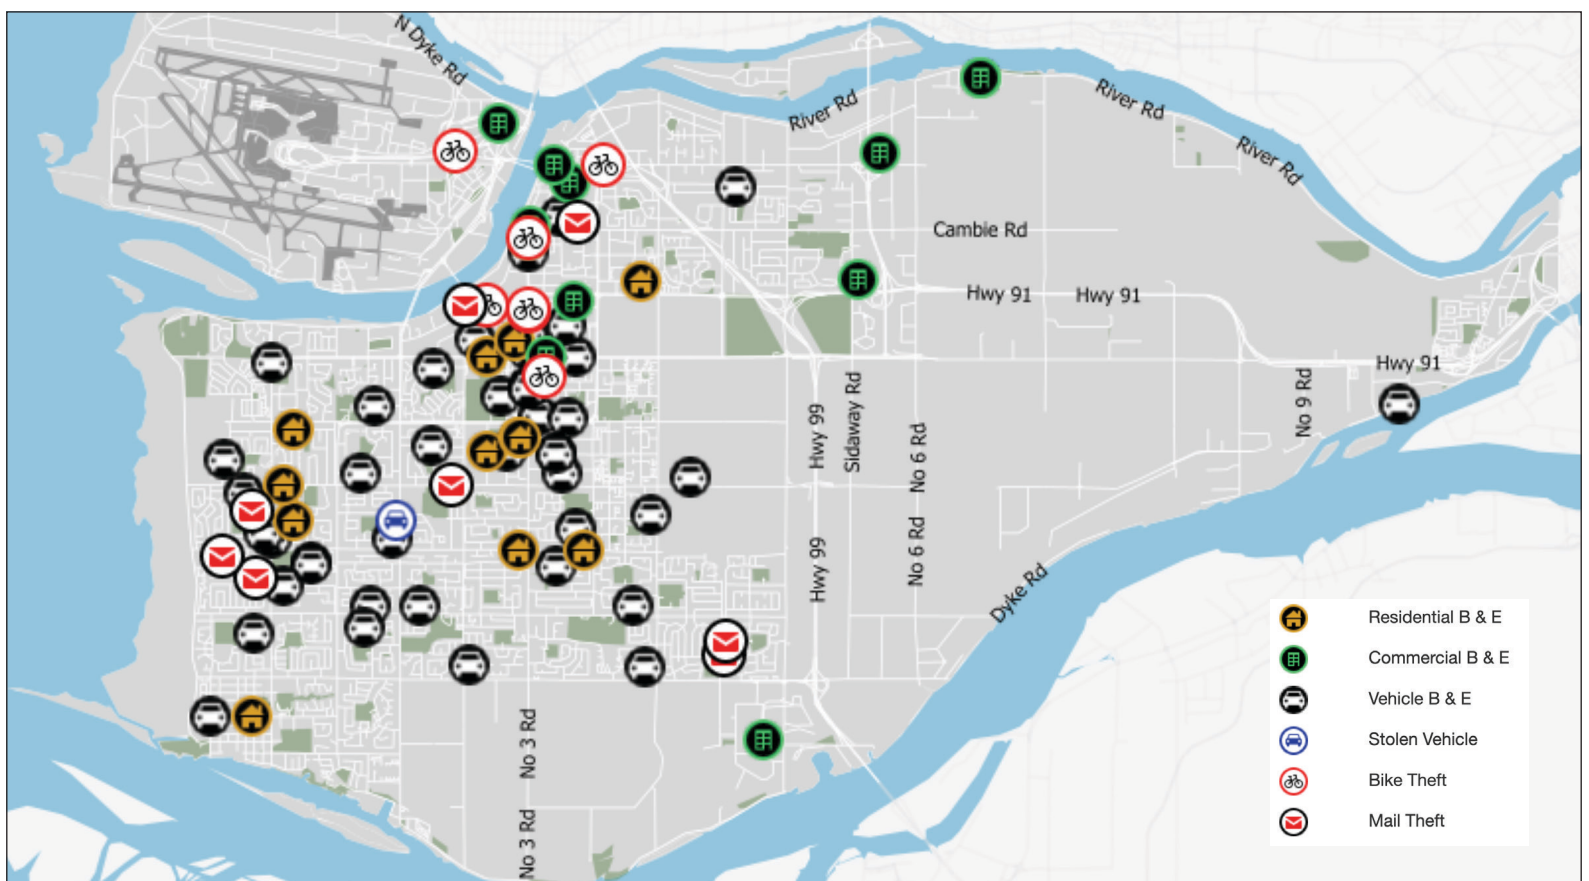 N Dyke Rd
River Rd
River Rd
River Rd
Cambie Rd
Hwy 91
Hwy 91
Hwy 91
No 9 Rd
Hwy 99
Sidaway Rd
No 6 Rd
Hwy 99
No 6 Rd
Dyke Rd
No 3 Rd
No 3 Rd
Residential B & E
Commercial B & E
Vehicle B & E
Stolen Vehicle
Bike Theft
Mail Theft